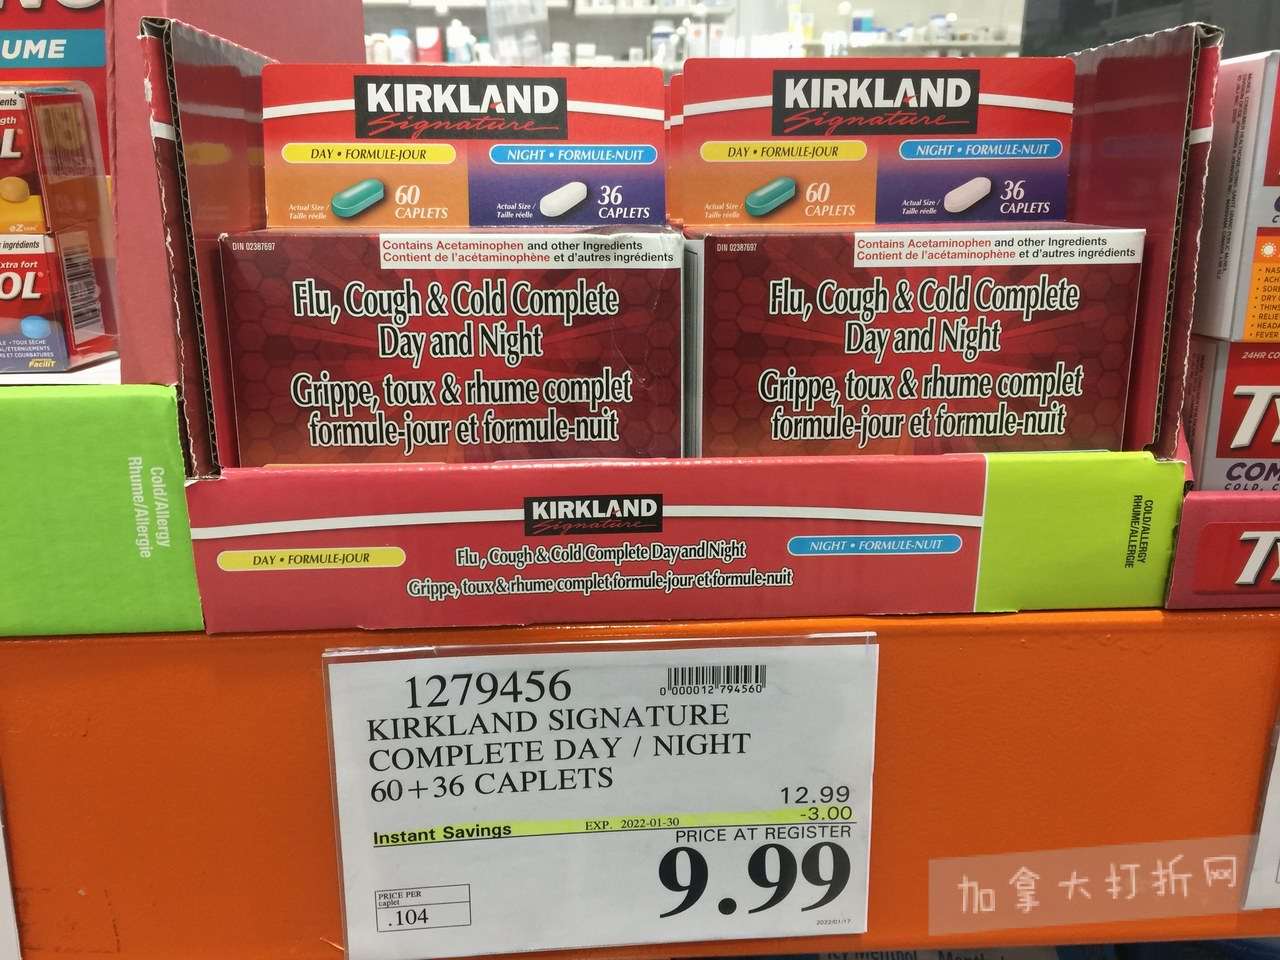 UME
KIRKLAND
Signature
DAY • FORMULE-JOUR
NIGHT • FORMULE-NUIT
Actual Size /
Taille réelle
60
CAPLETS
Actual Size /
Taille réelle
36
CAPLETS
DIN 02387697
Contains Acetaminophen and other Ingredients
Contient de l'acétaminophène et d'autres ingrédients
Flu, Cough & Cold Complete
Day and Night
Grippe, toux & rhume complet
formule-jour et formule-nuit
KIRKLAND
Signature
DAY • FORMULE-JOUR
NIGHT • FORMULE-NUIT
Actual Size /
Taille réelle
60
CAPLETS
Actual Size /
Taille réelle
36
CAPLETS
DIN 02387697
Contains Acetaminophen and other Ingredients
Contient de l'acétaminophène et d'autres ingrédients
Flu, Cough & Cold Complete
Day and Night
Grippe, toux & rhume complet
formule-jour et formule-nuit
Cold/Allergy
Rhume/Allergie
KIRKLAND
Signature
DAY • FORMULE-JOUR
Flu, Cough & Cold Complete Day and Night
NIGHT • FORMULE-NUIT
Grippe, toux & rhume complet formule-jour et formule-nuit
COLD/ALLERGY
RHUME/ALLERGIE
1279456
0 000012 794560
KIRKLAND SIGNATURE
COMPLETE DAY / NIGHT
60+36 CAPLETS
12.99
Instant Savings EXP. 2022-01-30 -3.00
PRICE AT REGISTER
9.99
PRICE PER
caplet
.104
2022/01/17
加拿大打折网